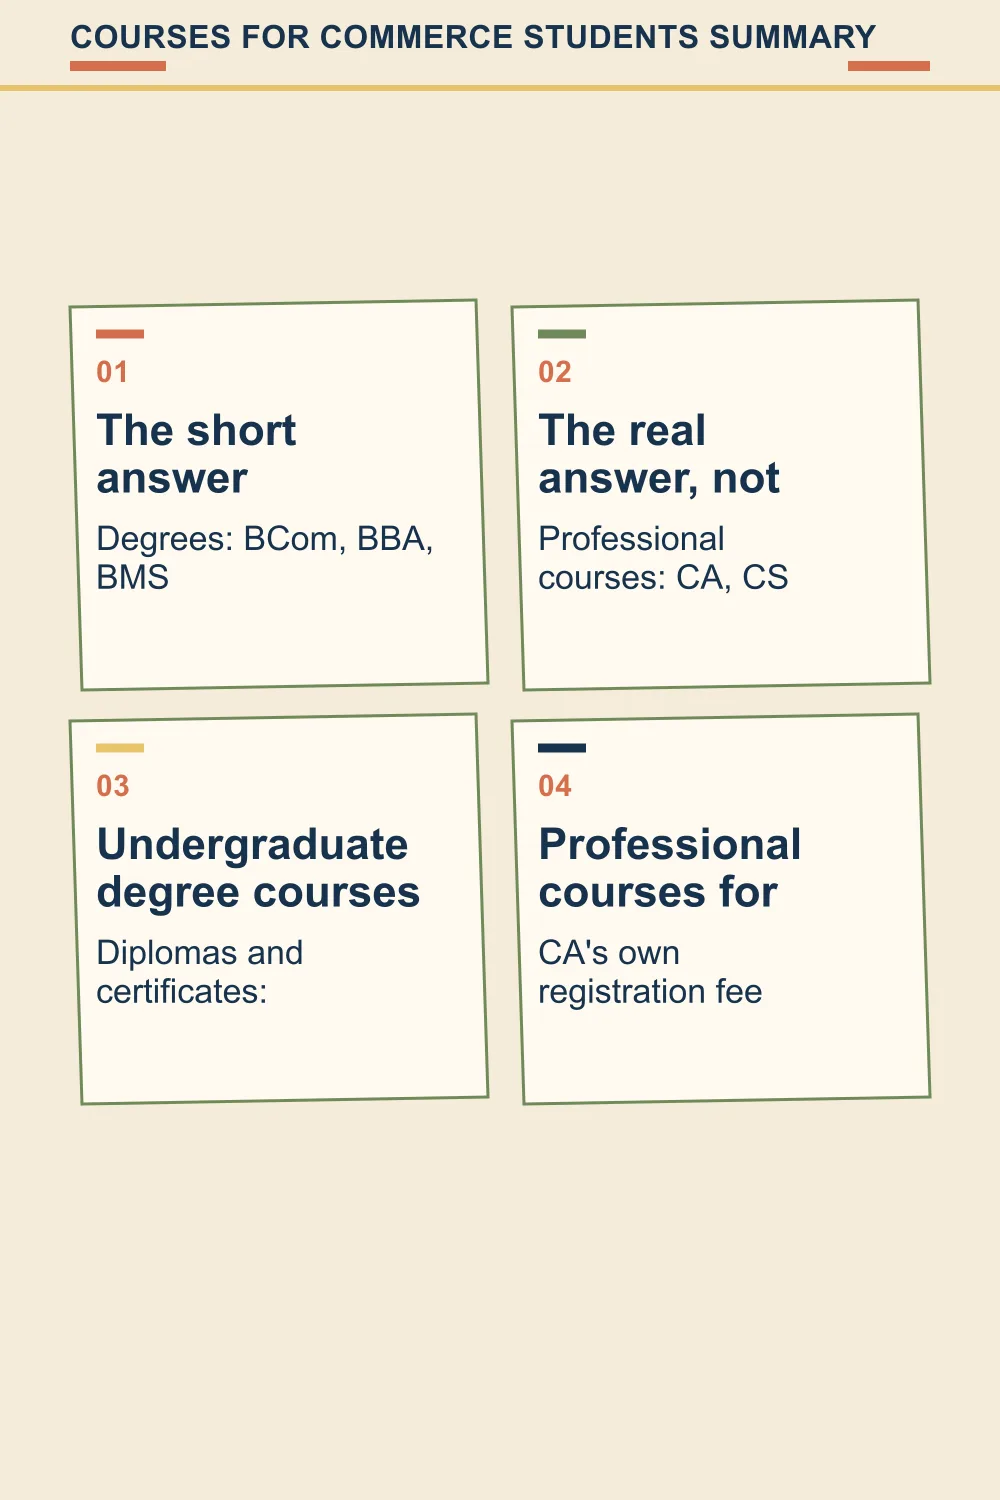 COURSES FOR COMMERCE STUDENTS SUMMARY
01
The short
answer
Degrees: BCom, BBA,
BMS
02
The real
answer, not
Professional
courses: CA, CS
03
Undergraduate
degree courses
Diplomas and
certificates:
04
Professional
courses for
CA's own
registration fee